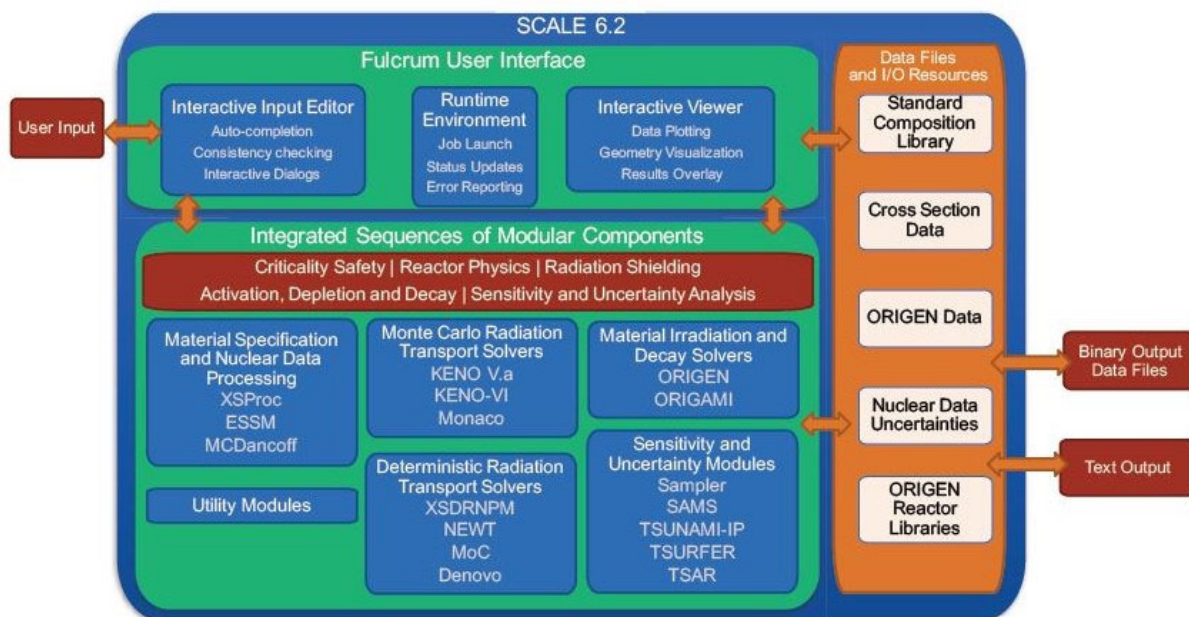 SCALE 6.2
Fulcrum User Interface
User Input
Interactive Input Editor
Auto-completion
Consistency checking
Interactive Dialogs
Runtime
Environment
Job Launch
Status Updates
Error Reporting
Interactive Viewer
Data Plotting
Geometry Visualization
Results Overlay
Integrated Sequences of Modular Components
Criticality Safety | Reactor Physics | Radiation Shielding
Activation, Depletion and Decay | Sensitivity and Uncertainty Analysis
Material Specification
and Nuclear Data
Processing
XSProc
ESSM
MCDancoff
Utility Modules
Monte Carlo Radiation
Transport Solvers
KENO V.a
KENO-VI
Monaco
Deterministic Radiation
Transport Solvers
XSDRNPM
NEWT
MoC
Denovo
Material Irradiation and
Decay Solvers
ORIGEN
ORIGAMI
Sensitivity and
Uncertainty Modules
Sampler
SAMS
TSUNAMI-IP
TSURFER
TSAR
Data Files
and I/O Resources
Standard
Composition
Library
Cross Section
Data
ORIGEN Data
Nuclear Data
Uncertainties
ORIGEN
Reactor
Libraries
Binary Output
Data Files
Text Output